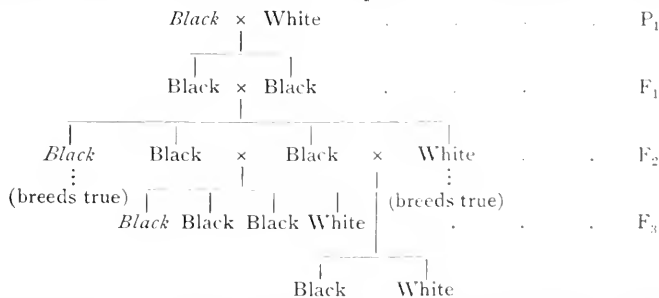 Black × White . . . P₁
Black × Black . . . F₁
Black Black × Black × White . . F₂
(breeds true) (breeds true)
Black Black Black White . . . F₃
Black White